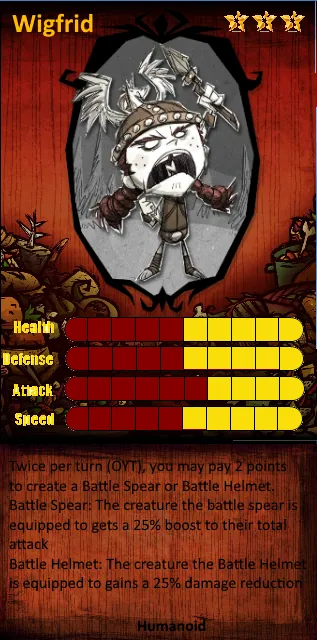 Wigfrid
Health
Defense
Attack
Speed
Twice per turn (OYT), you may pay 2 points
to create a Battle Spear or Battle Helmet.
Battle Spear: The creature the battle spear is
equipped to gets a 25% boost to their total
attack
Battle Helmet: The creature the Battle Helmet
is equipped to gains a 25% damage reduction
Humanoid